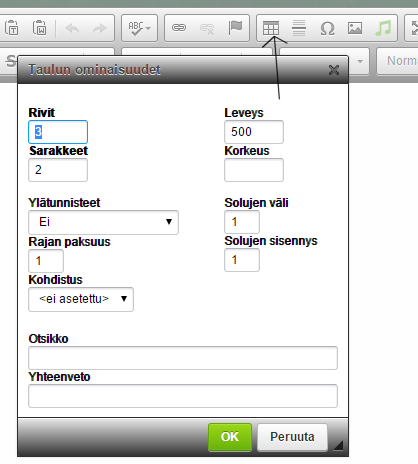 ABC
Ω
S
Norm
Taulun ominaisuudet
Rivit
Leveys
3
500
Sarakkeet
Korkeus
2
Ylätunnisteet
Solujen väli
Ei
1
Rajan paksuus
Solujen sisennys
1
1
Kohdistus
<ei asetettu>
Otsikko
Yhteenveto
OK
Peruuta